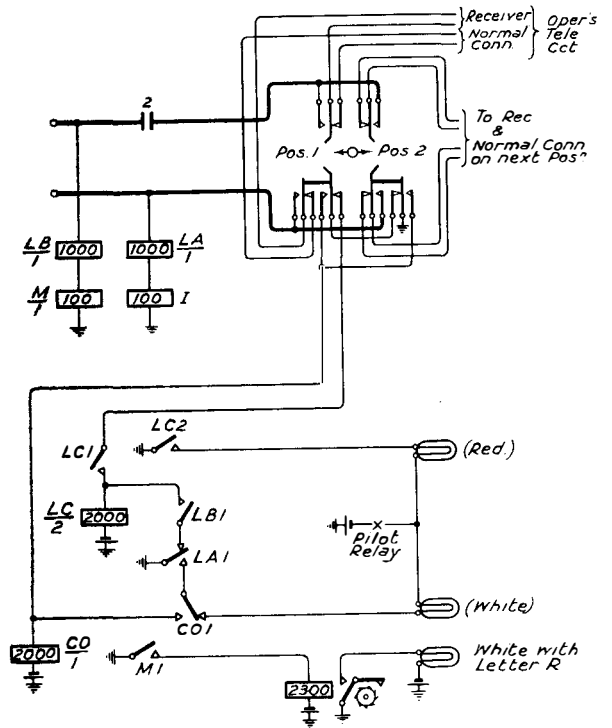 Receiver
Normal
Conn.
Oper's
Tele
Cct
2
Pos. 1
Pos 2
To Rec
&
Normal Conn
on next Posⁿ
LB
1
1000
1000
LA
1
M
1
100
100
I
LC2
LC1
(Red.)
LC
2
2000
LB1
Pilot
Relay
LA1
(White)
CO1
2000
CO
1
M1
White with
Letter R
2300